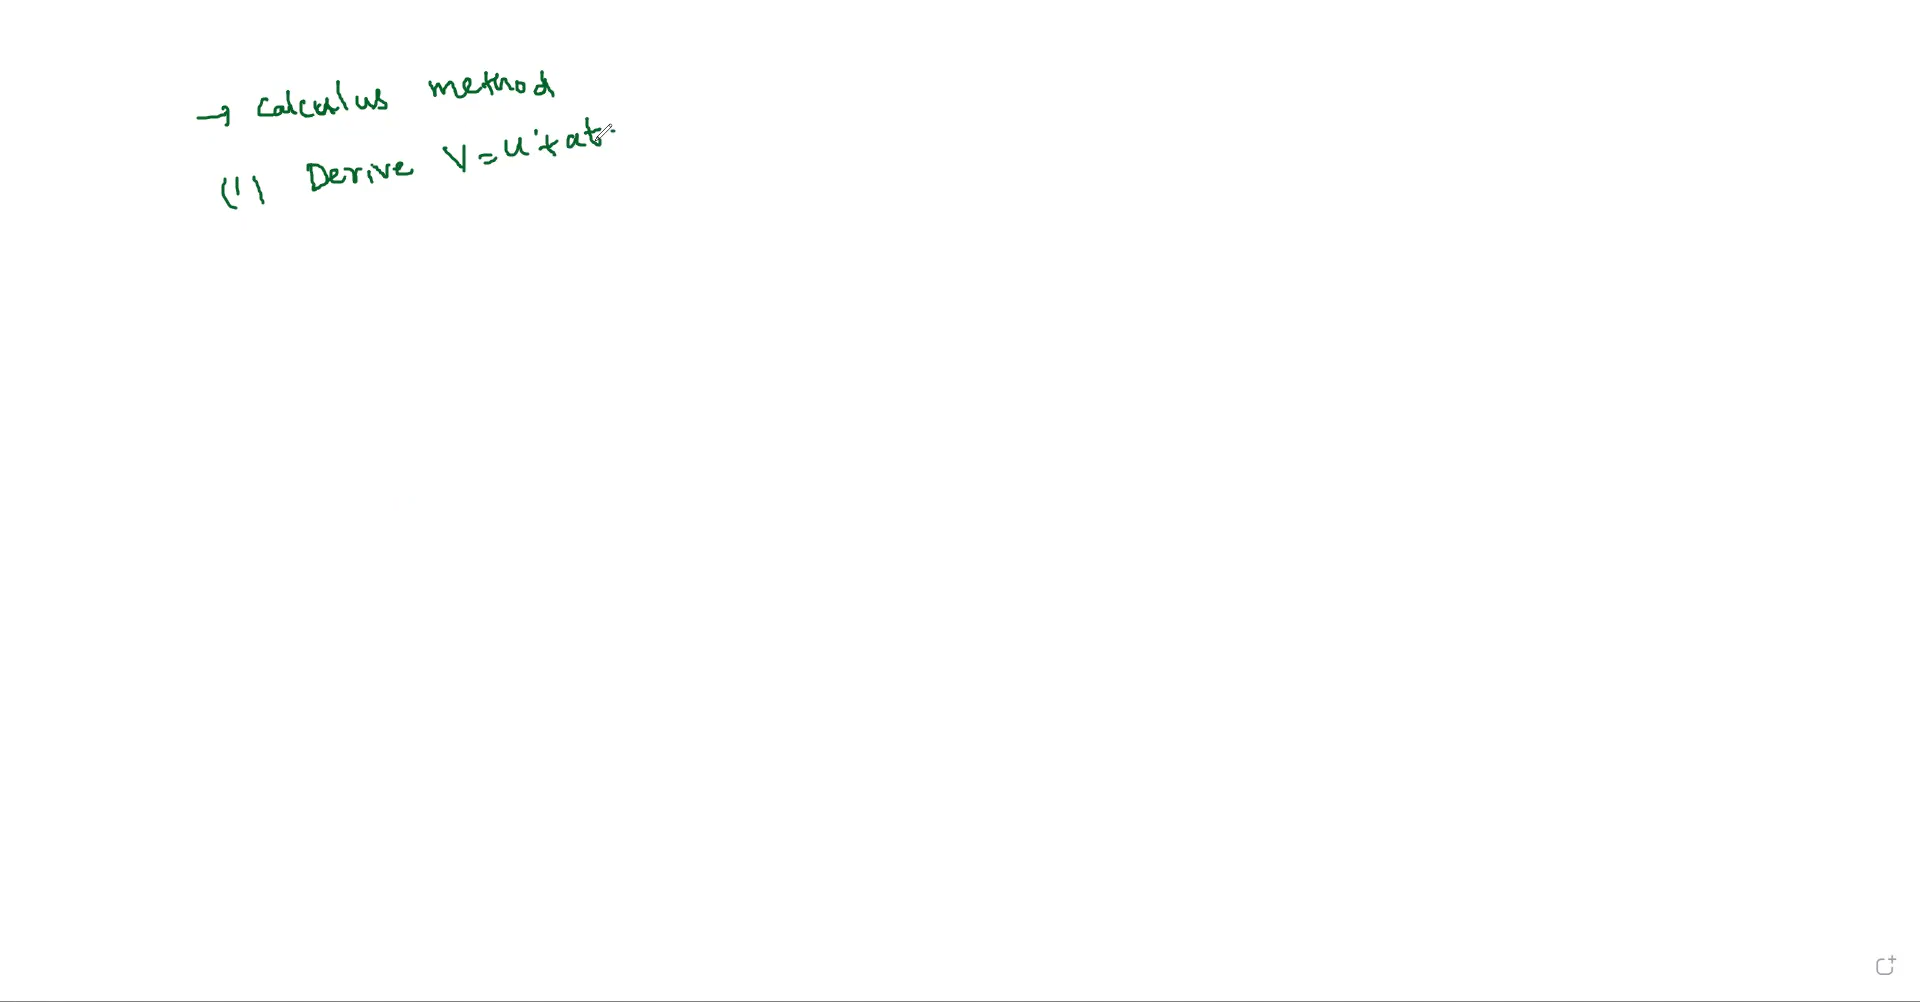 → calculus method
(1) Derive V = u + at